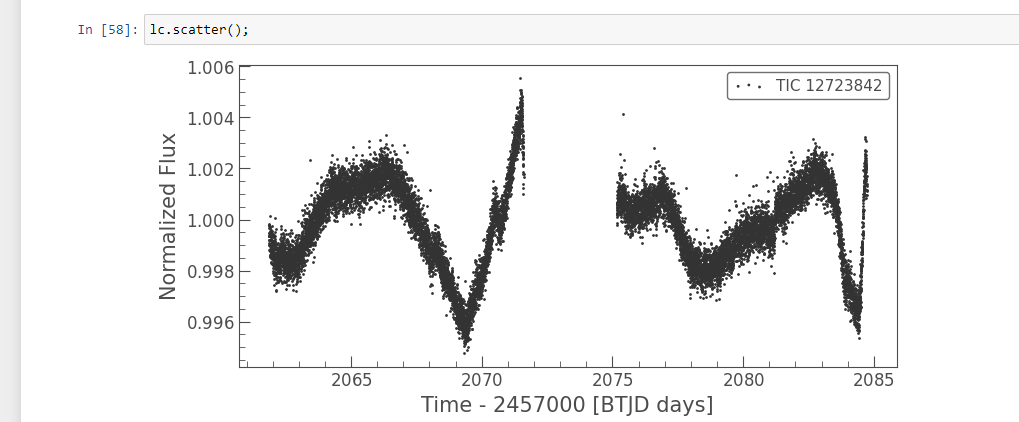 In [58]: lc.scatter();
TIC 12723842
1.006
1.004
1.002
1.000
0.998
0.996
Normalized Flux
2065 2070 2075 2080 2085
Time - 2457000 [BTJD days]